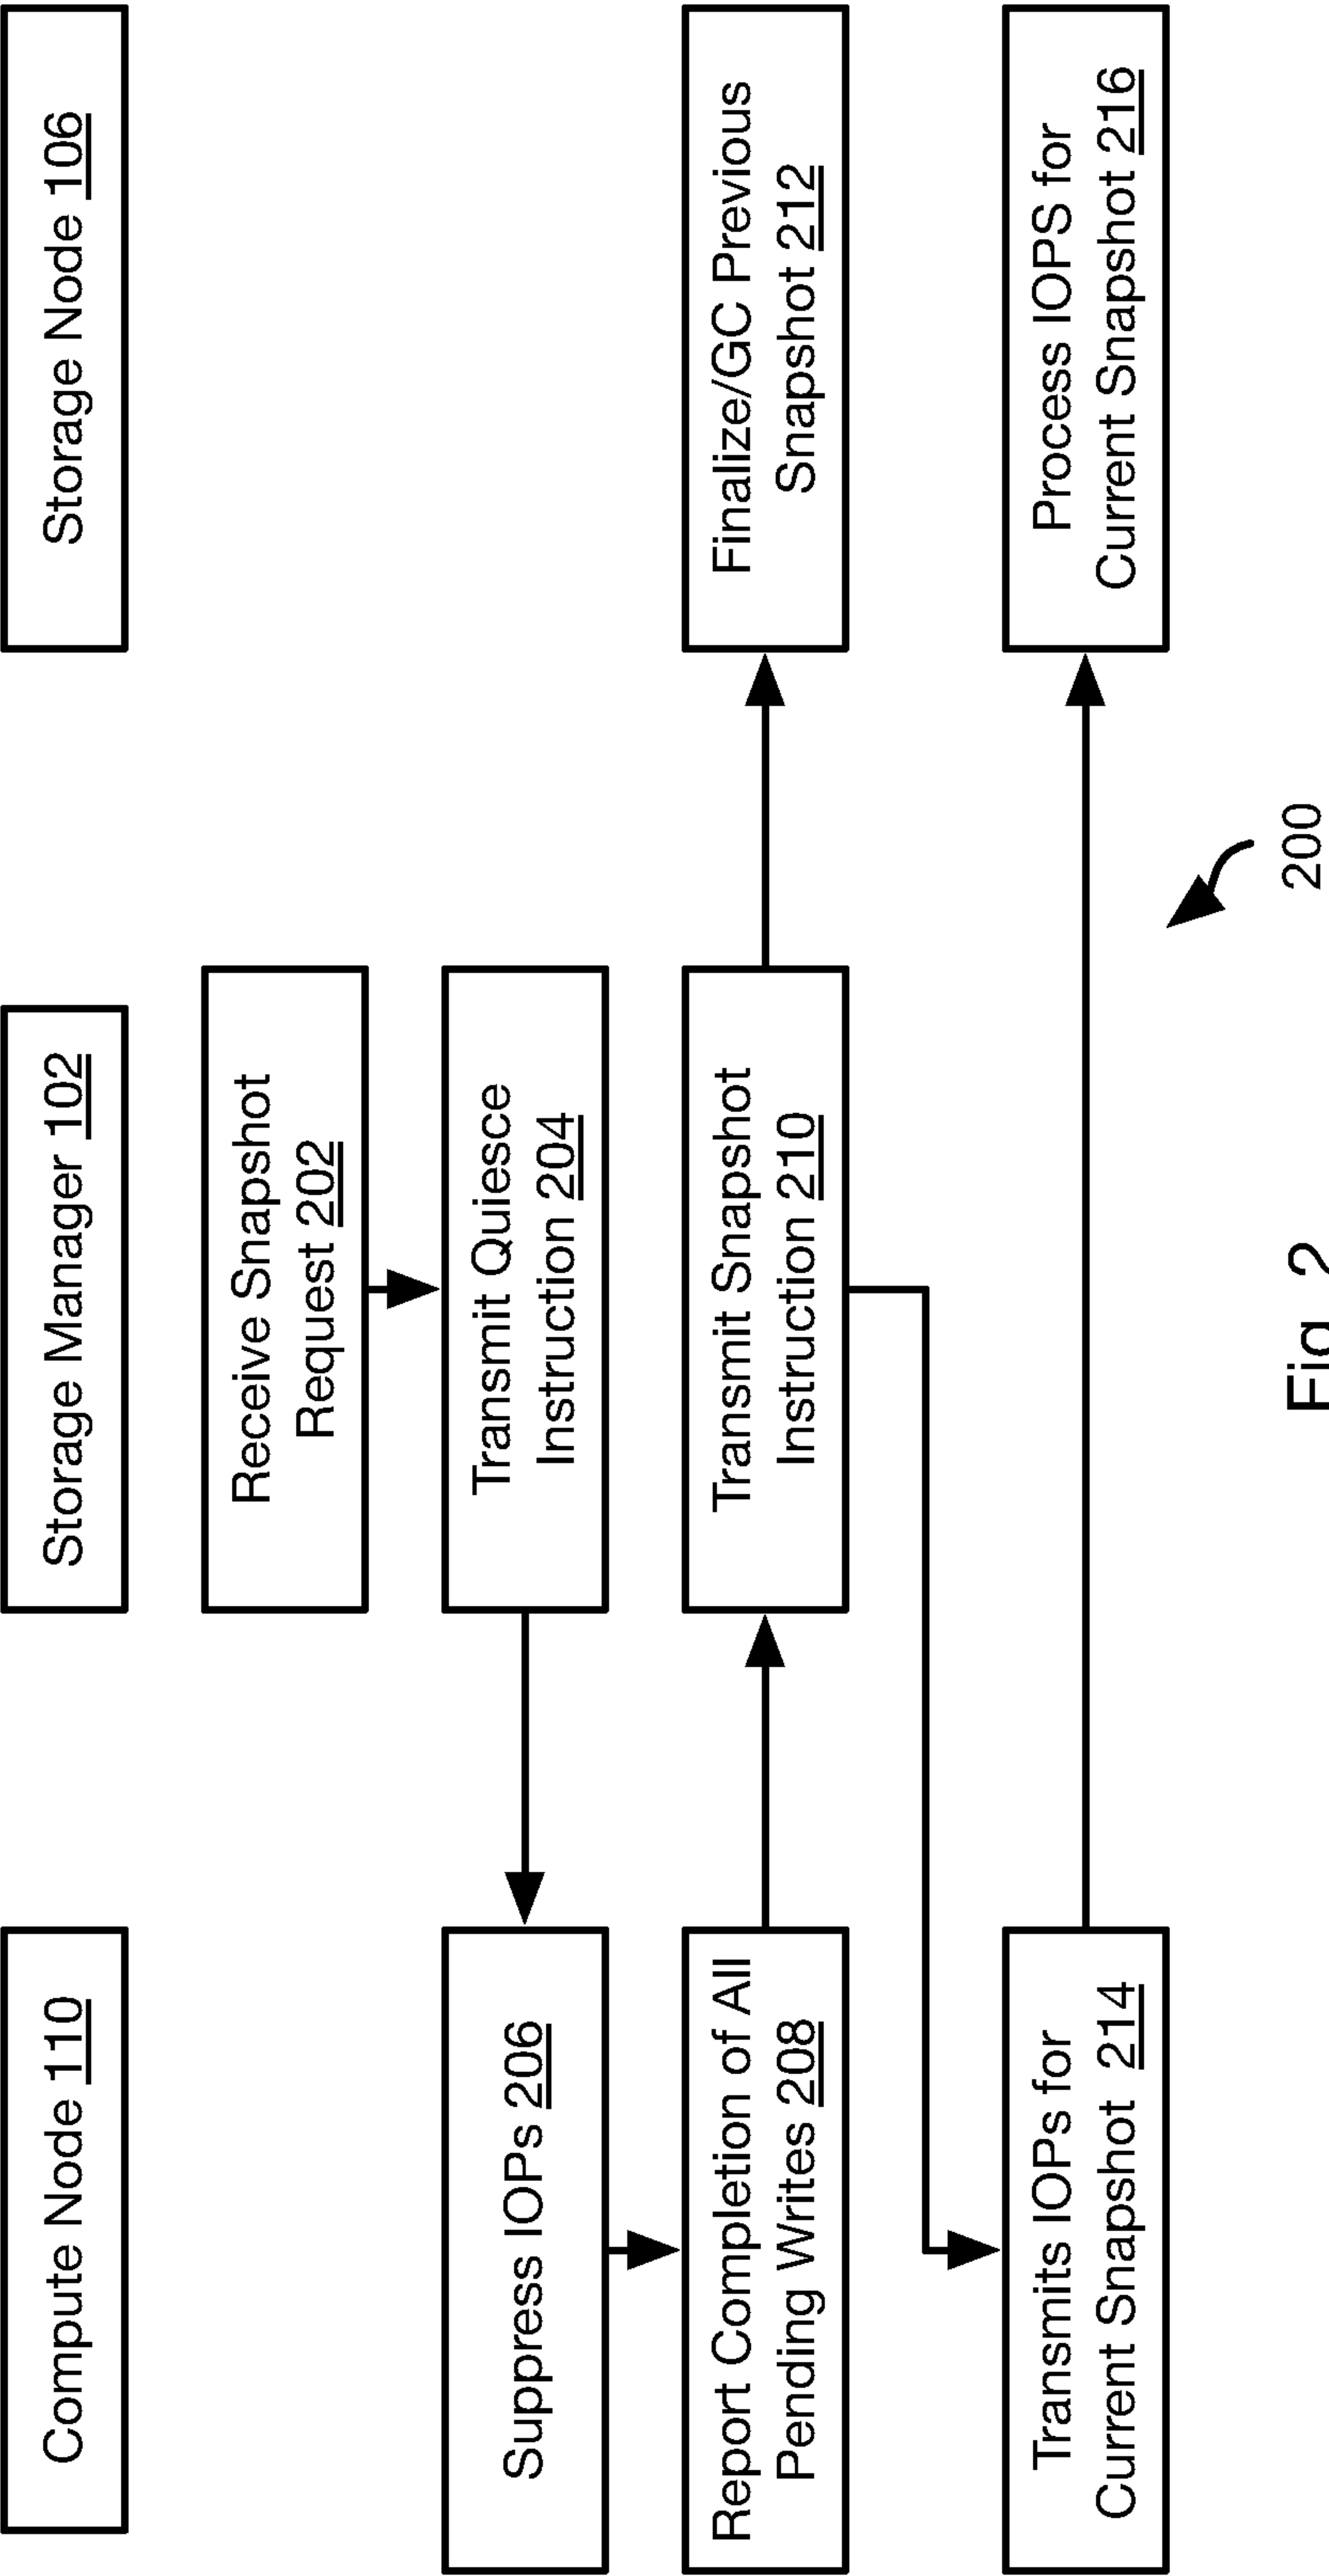 Compute Node 110
Storage Manager 102
Storage Node 106
Receive Snapshot
Request 202
Transmit Quiesce
Instruction 204
Suppress IOPs 206
Report Completion of All
Pending Writes 208
Transmit Snapshot
Instruction 210
Finalize/GC Previous
Snapshot 212
Transmits IOPs for
Current Snapshot 214
Process IOPS for
Current Snapshot 216
200
Fig. 2